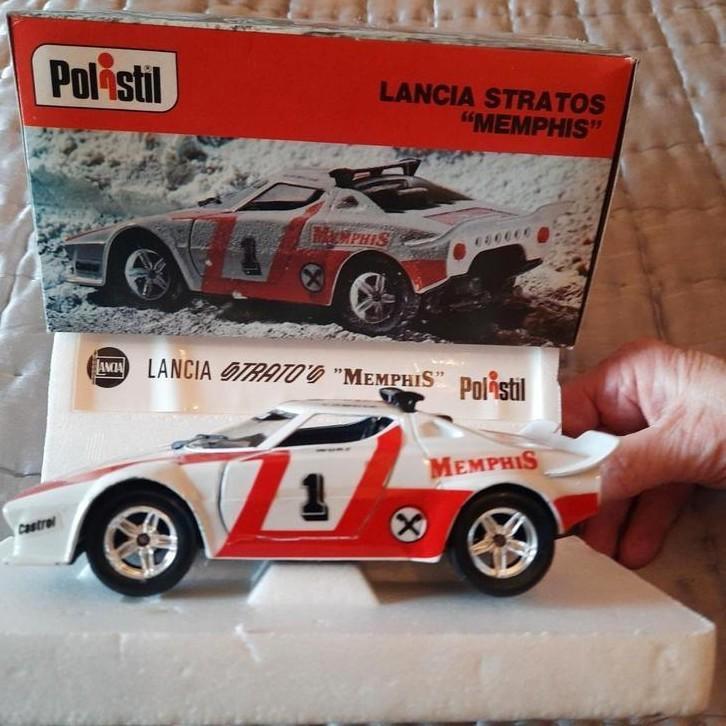 Polistil
LANCIA STRATOS
"MEMPHIS"
1
MEMPHIS
LANCIA
LANCIA STRATO'S "MEMPHIS" Polistil
MEMPHIS
1
Castrol